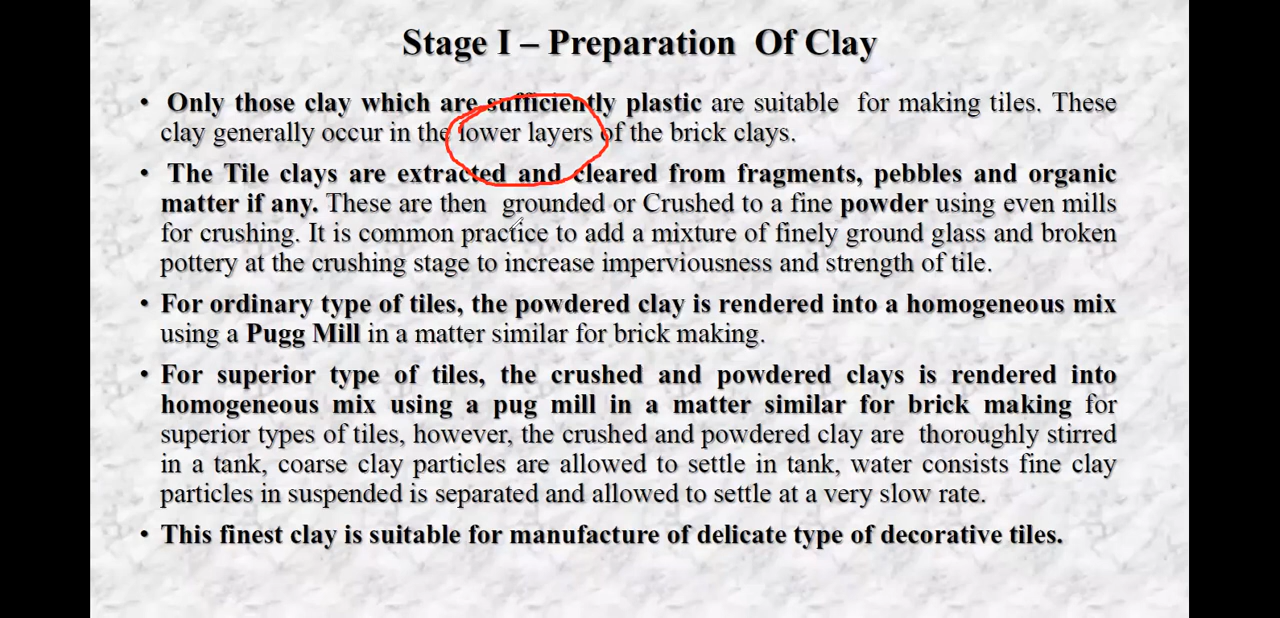 Stage I – Preparation Of Clay
• Only those clay which are sufficiently plastic are suitable for making tiles. These
clay generally occur in the lower layers of the brick clays.
• The Tile clays are extracted and cleared from fragments, pebbles and organic
matter if any. These are then grounded or Crushed to a fine powder using even mills
for crushing. It is common practice to add a mixture of finely ground glass and broken
pottery at the crushing stage to increase imperviousness and strength of tile.
• For ordinary type of tiles, the powdered clay is rendered into a homogeneous mix
using a Pugg Mill in a matter similar for brick making.
• For superior type of tiles, the crushed and powdered clays is rendered into
homogeneous mix using a pug mill in a matter similar for brick making for
superior types of tiles, however, the crushed and powdered clay are thoroughly stirred
in a tank, coarse clay particles are allowed to settle in tank, water consists fine clay
particles in suspended is separated and allowed to settle at a very slow rate.
• This finest clay is suitable for manufacture of delicate type of decorative tiles.